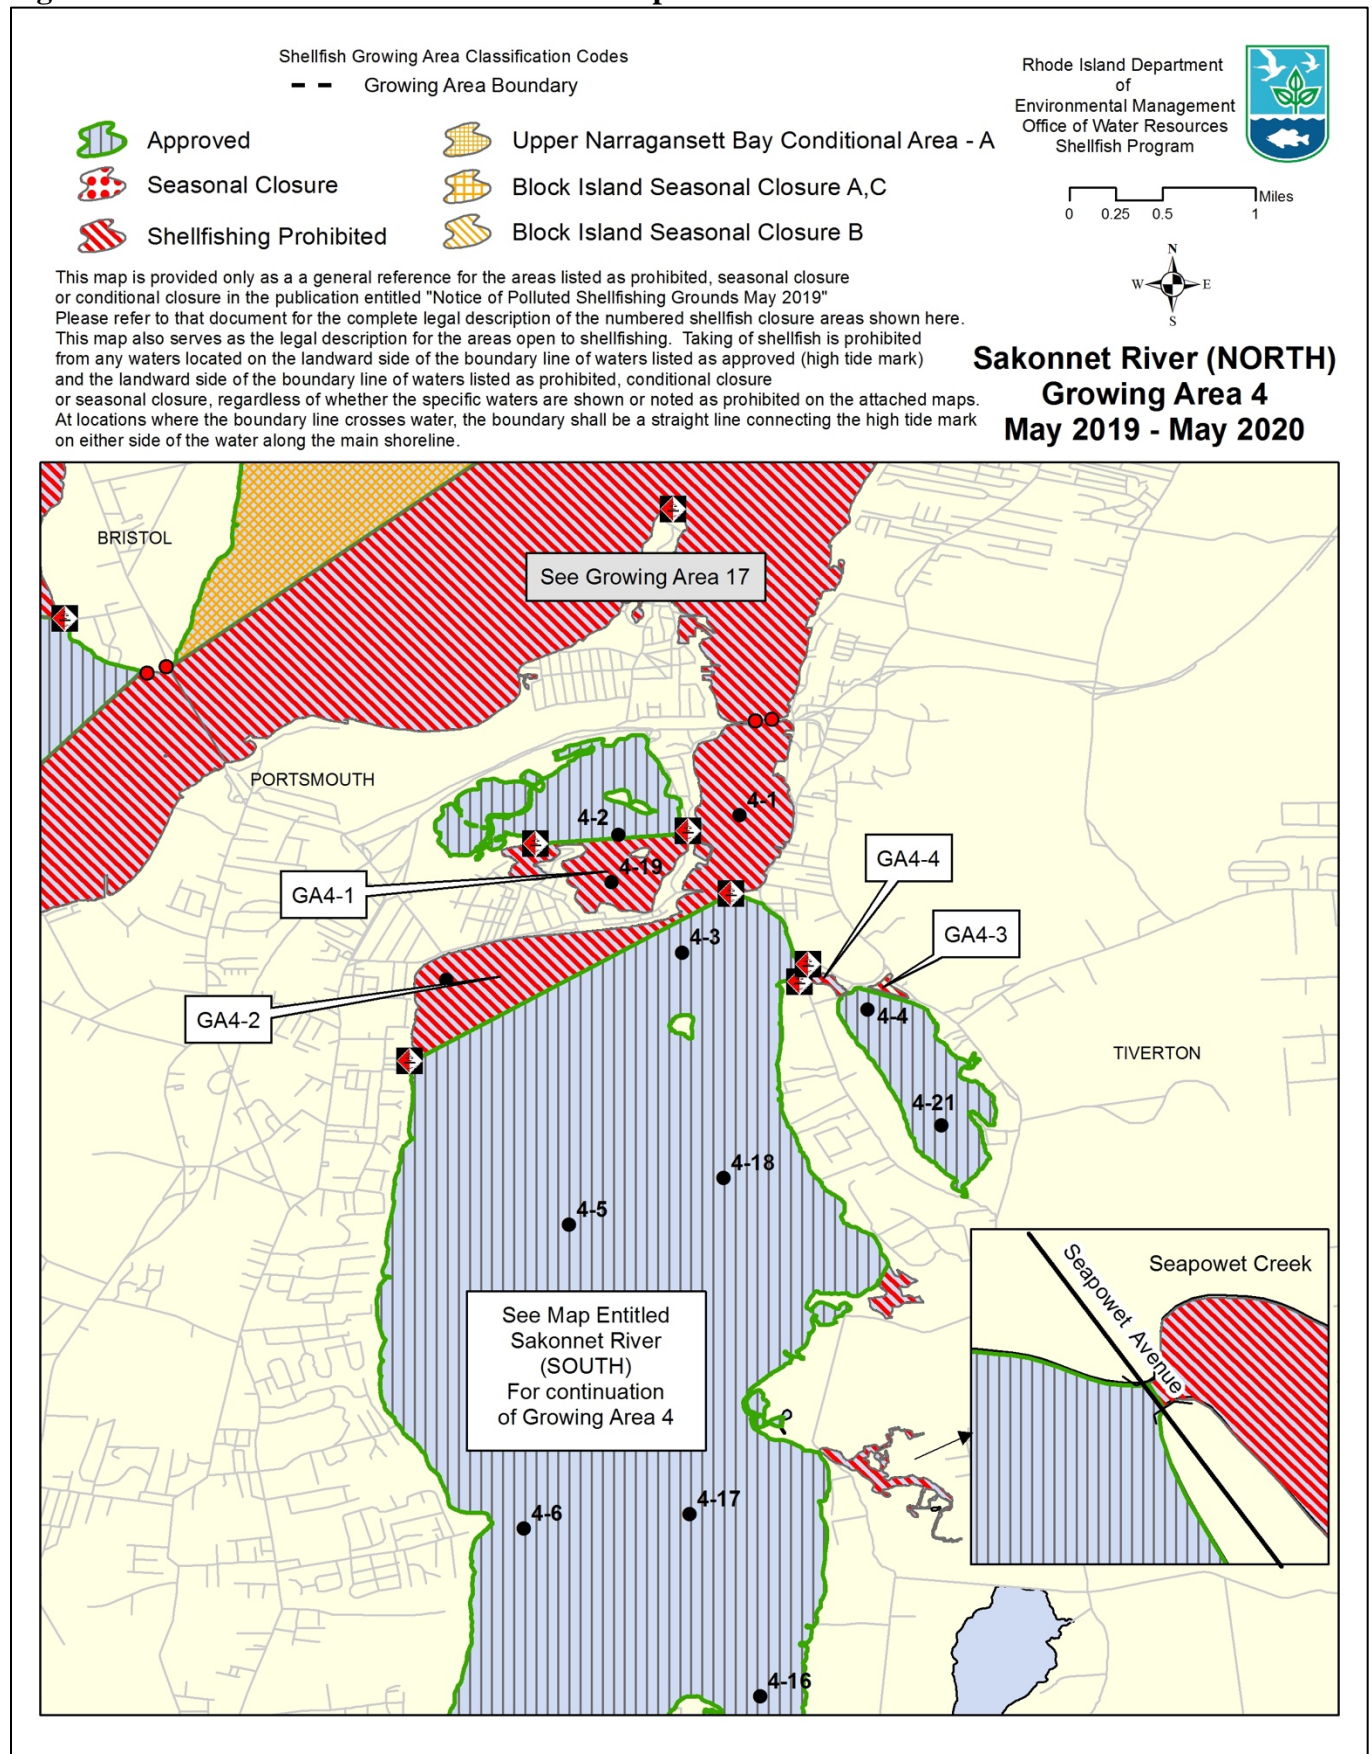 Shellfish Growing Area Classification Codes
Growing Area Boundary
Approved
Seasonal Closure
Shellfishing Prohibited
Upper Narragansett Bay Conditional Area - A
Block Island Seasonal Closure A,C
Block Island Seasonal Closure B
Rhode Island Department
of
Environmental Management
Office of Water Resources
Shellfish Program
Miles
0 0.25 0.5 1
N
W E
S
This map is provided only as a a general reference for the areas listed as prohibited, seasonal closure
or conditional closure in the publication entitled "Notice of Polluted Shellfishing Grounds May 2019"
Please refer to that document for the complete legal description of the numbered shellfish closure areas shown here.
This map also serves as the legal description for the areas open to shellfishing. Taking of shellfish is prohibited
from any waters located on the landward side of the boundary line of waters listed as approved (high tide mark)
and the landward side of the boundary line of waters listed as prohibited, conditional closure
or seasonal closure, regardless of whether the specific waters are shown or noted as prohibited on the attached maps.
At locations where the boundary line crosses water, the boundary shall be a straight line connecting the high tide mark
on either side of the water along the main shoreline.
Sakonnet River (NORTH)
Growing Area 4
May 2019 - May 2020
BRISTOL
See Growing Area 17
PORTSMOUTH
4-1
4-2
GA4-4
4-19
GA4-1
GA4-3
4-3
GA4-2
4-4
TIVERTON
4-21
4-18
4-5
Seapowet Creek
Seapowet Avenue
See Map Entitled
Sakonnet River
(SOUTH)
For continuation
of Growing Area 4
4-17
4-6
4-16